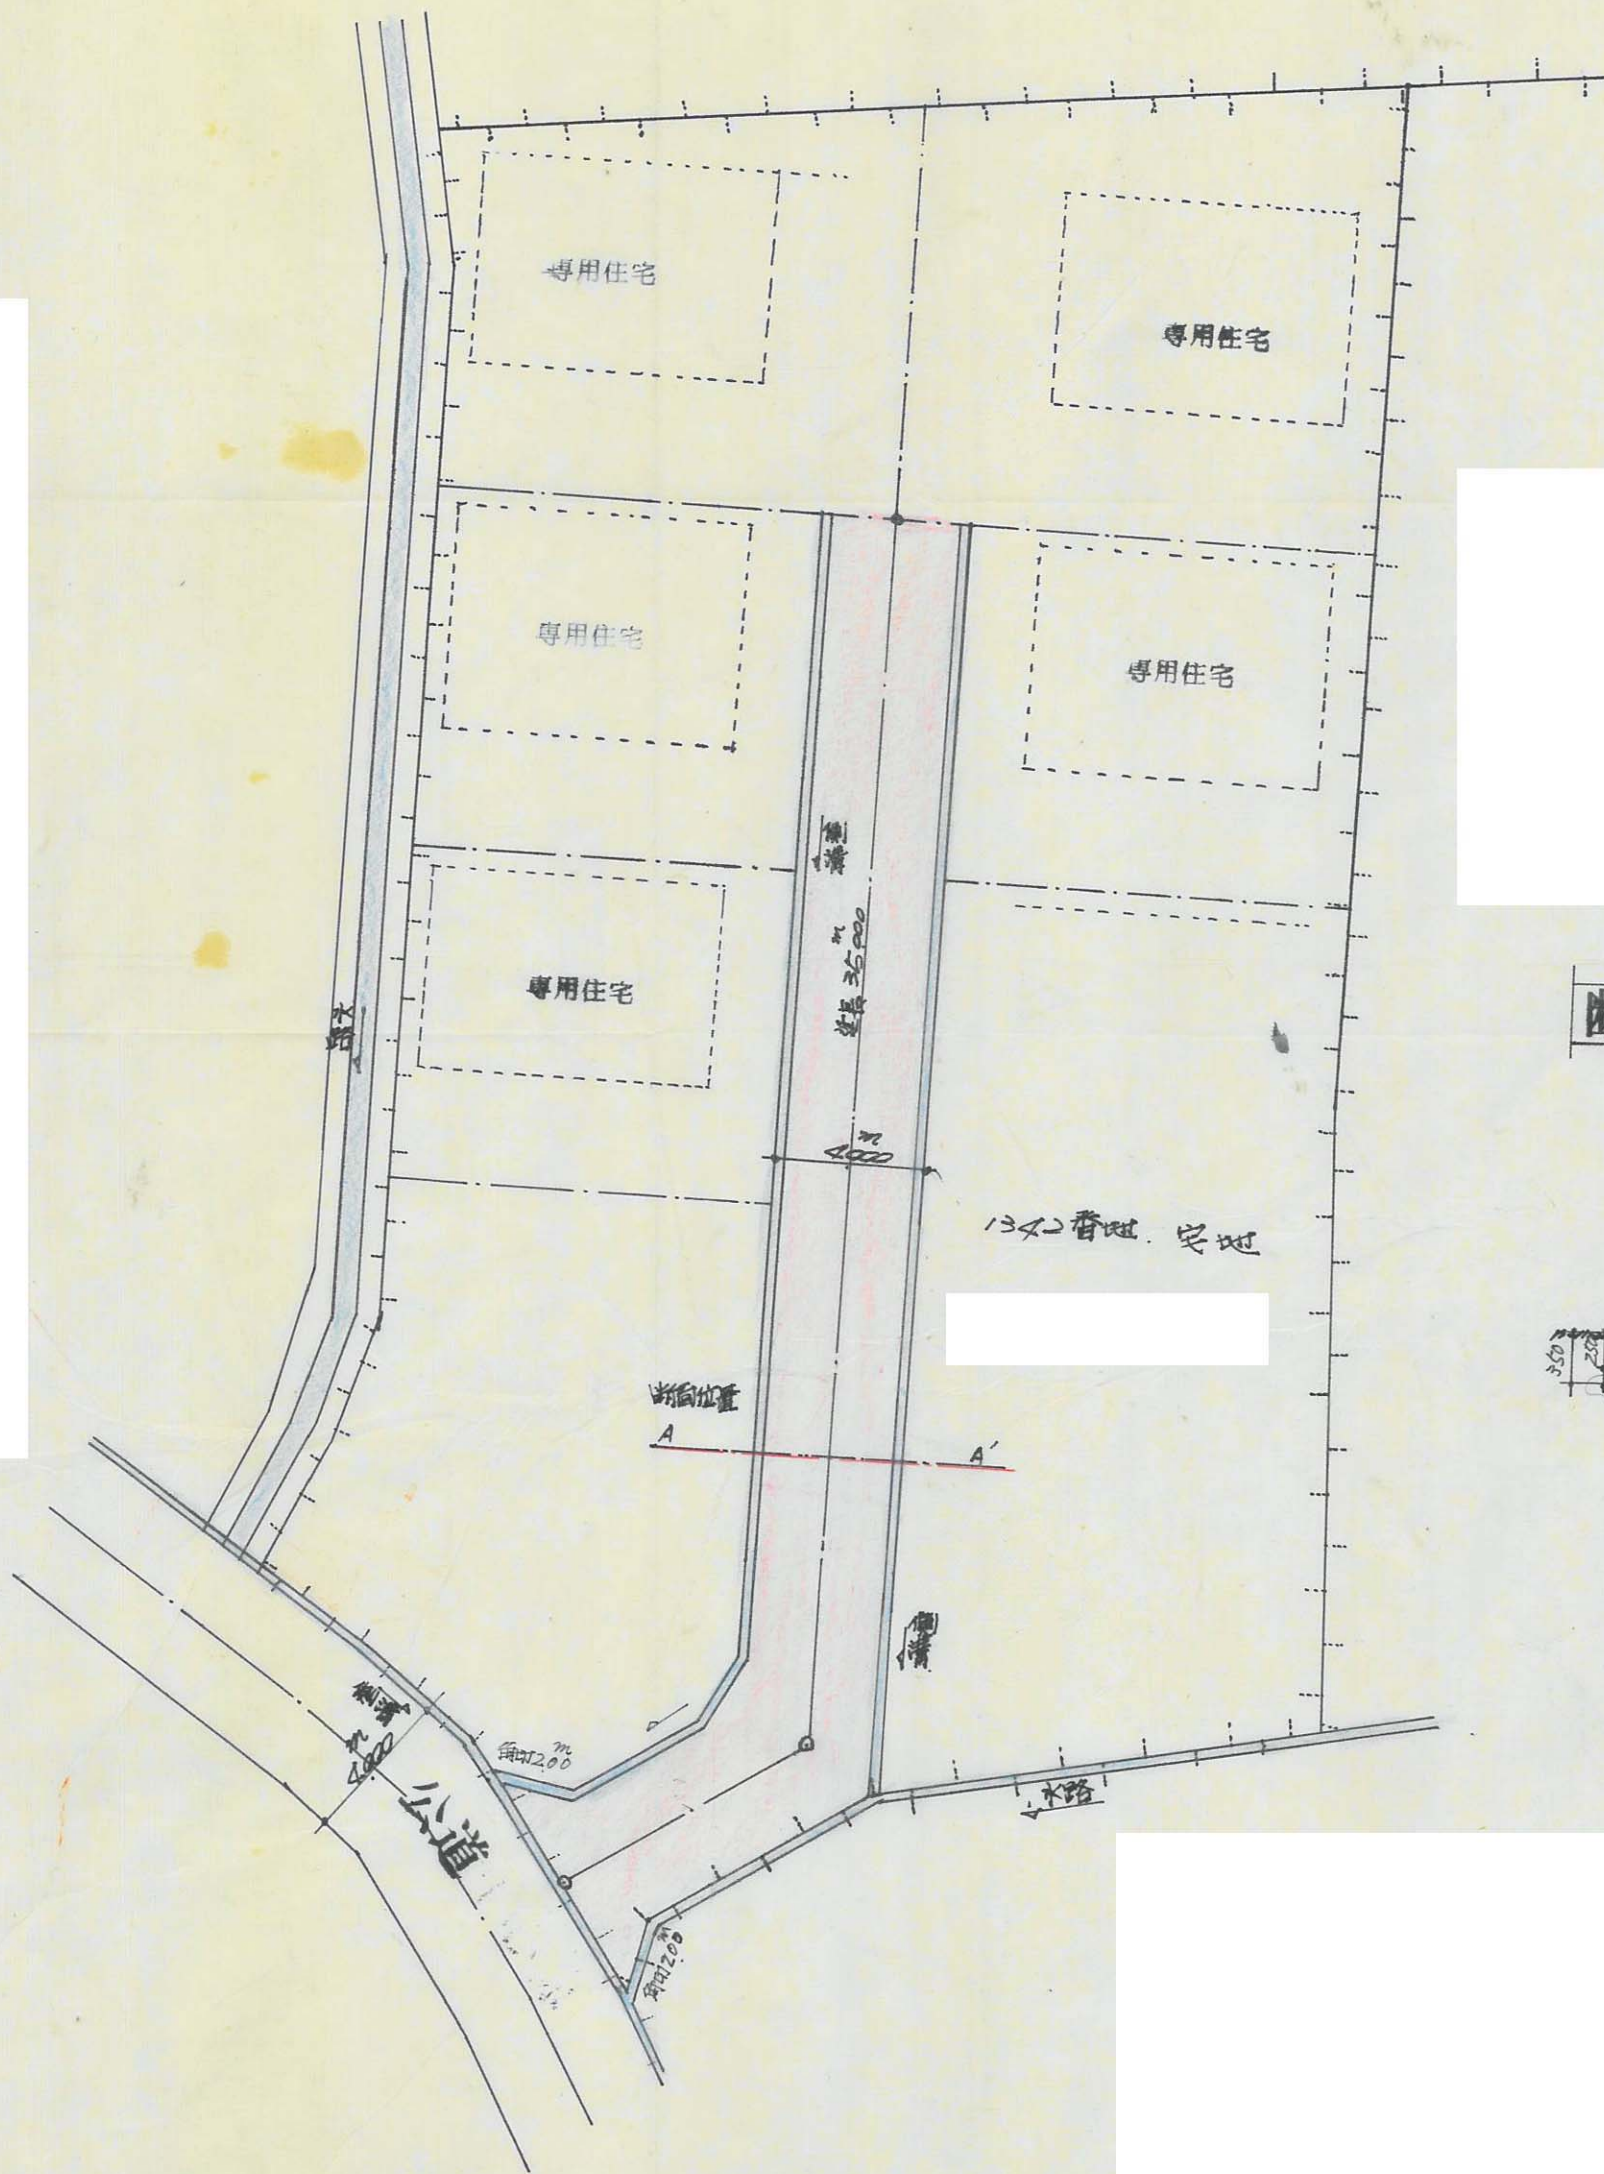 専用住宅
専用住宅
専用住宅
専用住宅
専用住宅
側溝
延長 35.000m
水路
4.000m
1342番地. 宅地
断面位置
A
A′
側溝
側溝
4.000m
公道
角切2.00m
水路
角切2.00m
350
250